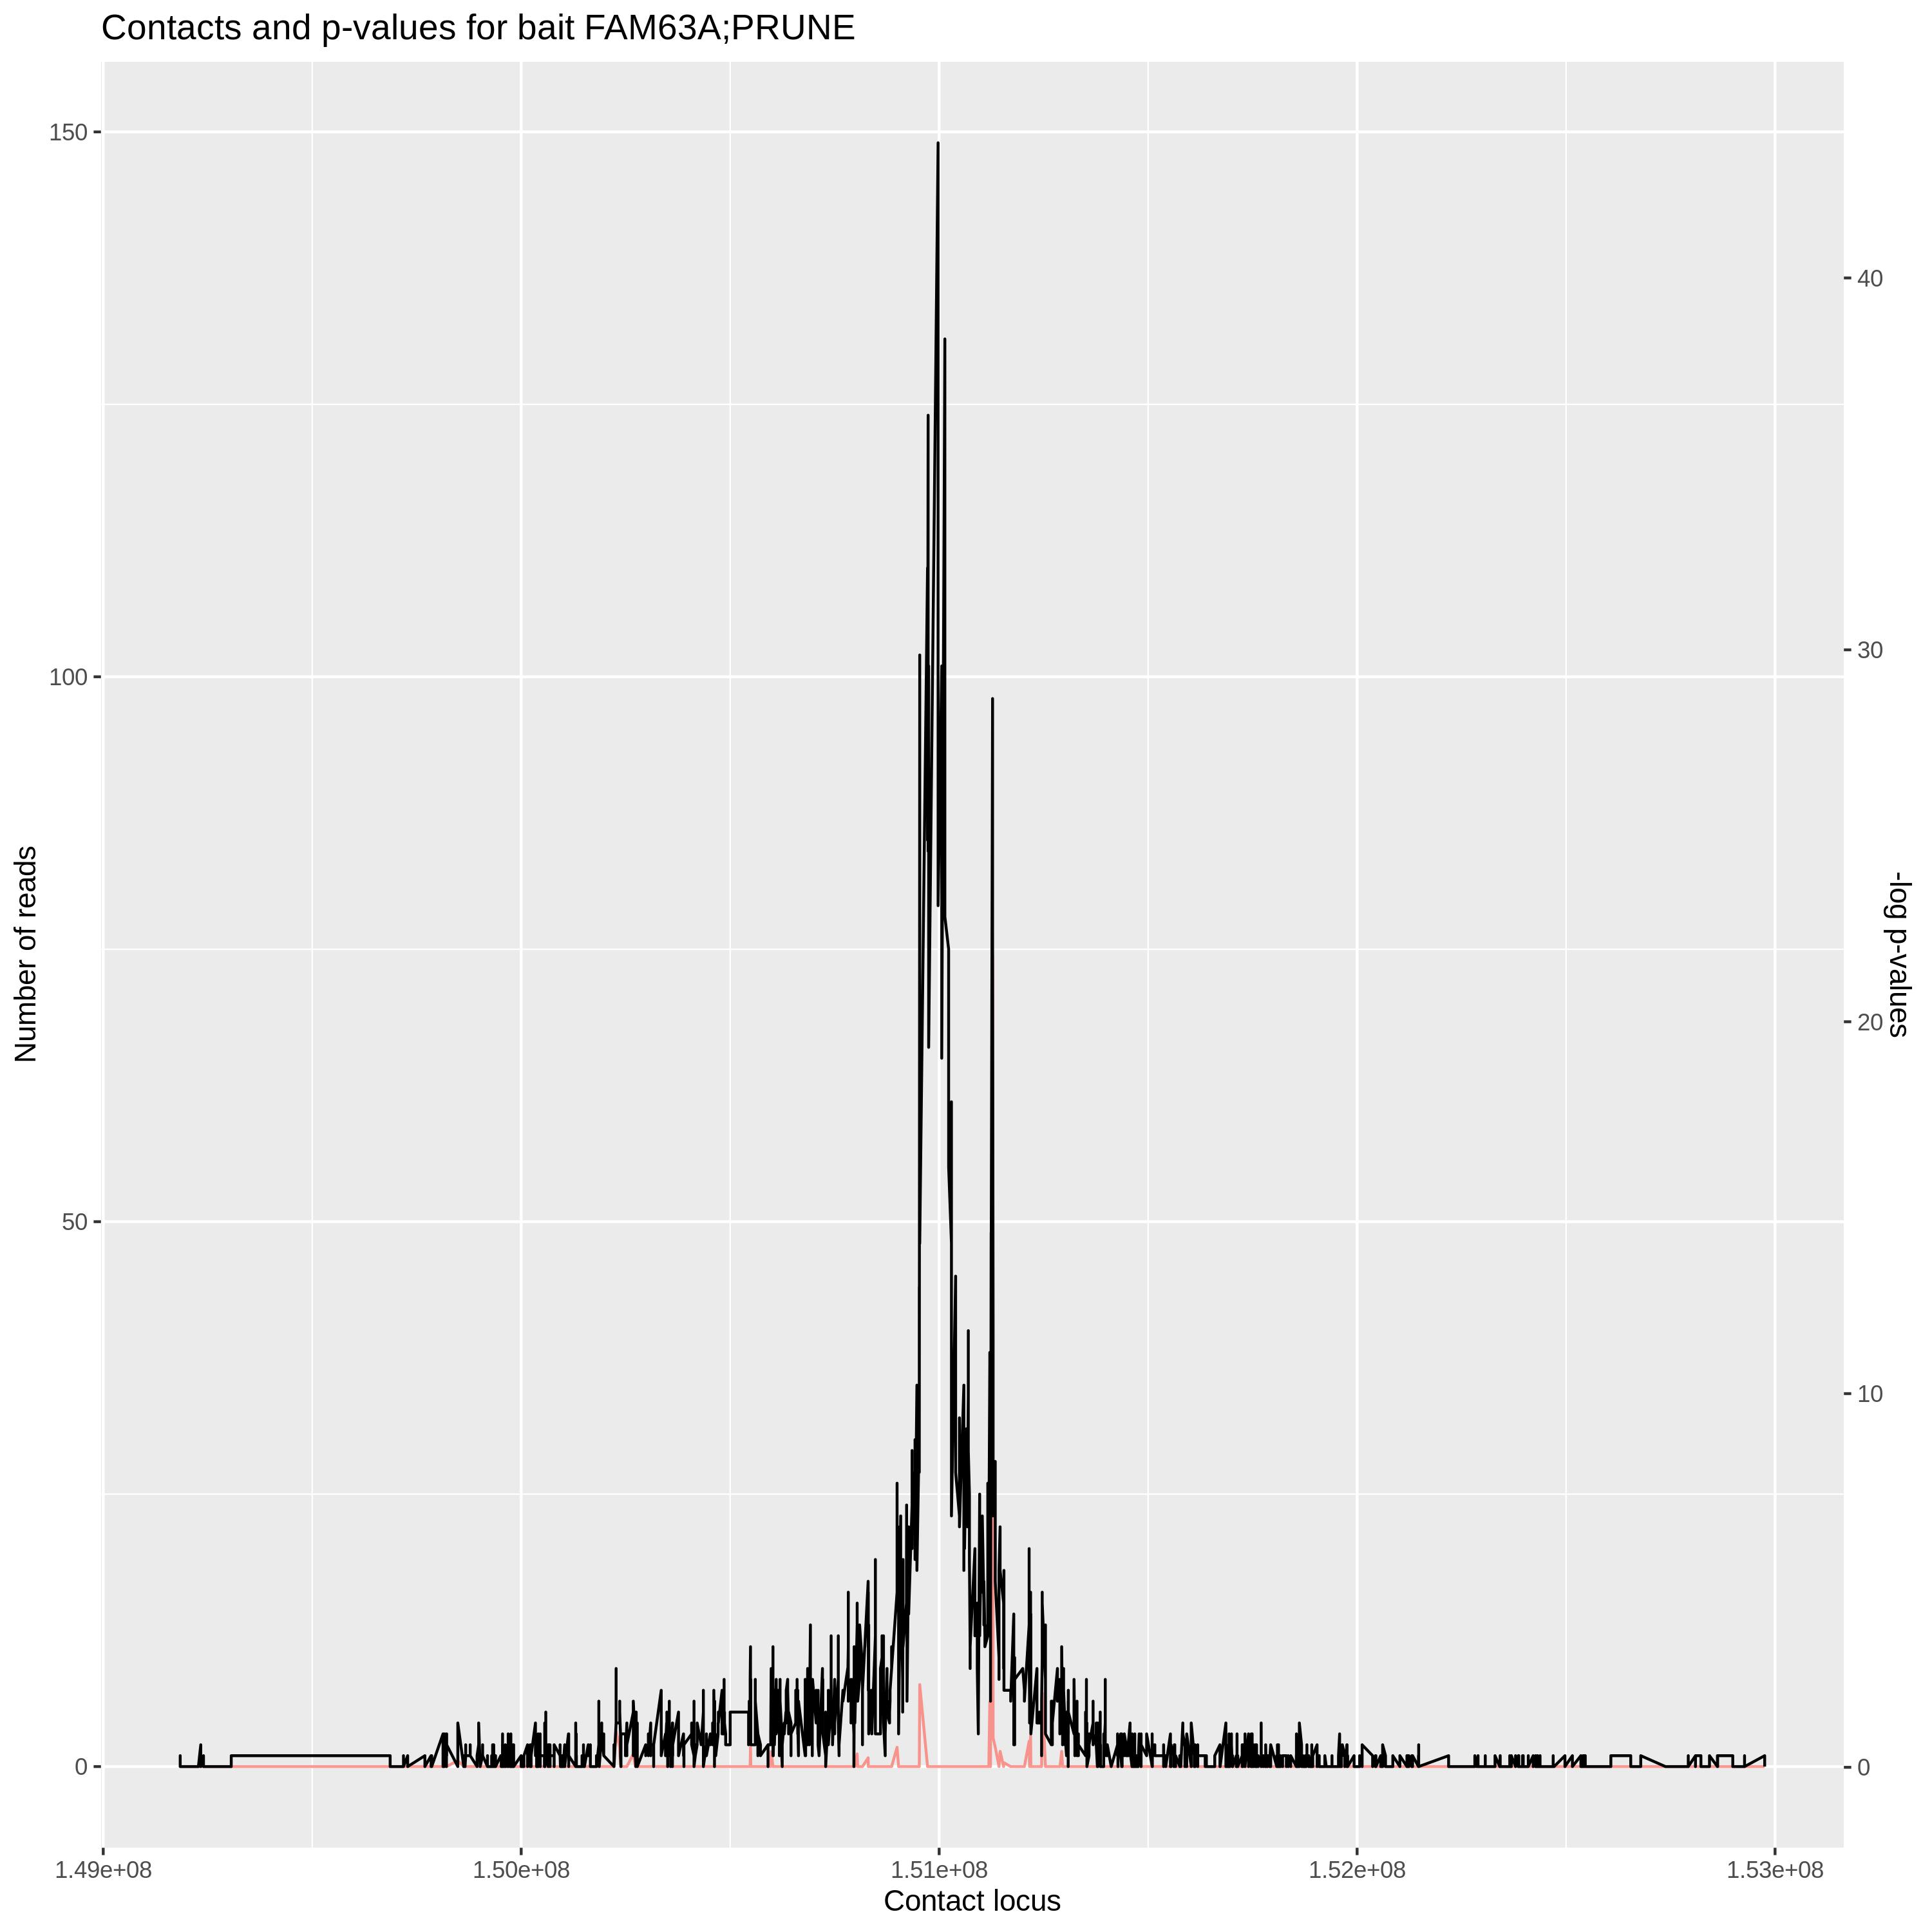 Contacts and p-values for bait FAM63A;PRUNE
150
100
50
0
Number of reads
40
30
20
10
0
-log p-values
1.49e+08
1.50e+08
1.51e+08
1.52e+08
1.53e+08
Contact locus